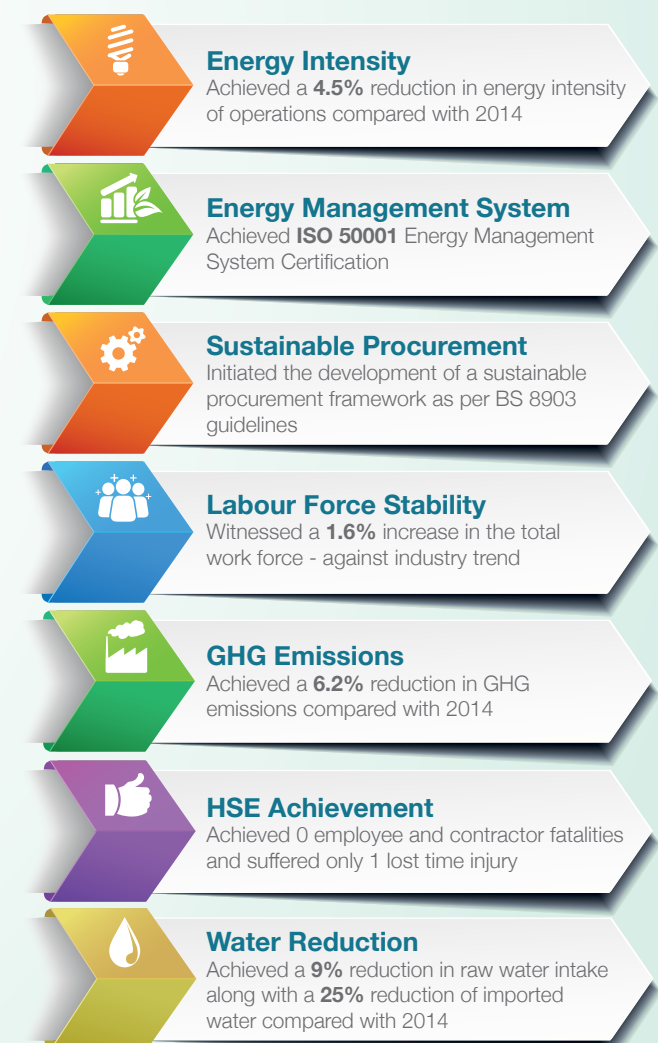 Energy Intensity
Achieved a 4.5% reduction in energy intensity
of operations compared with 2014
Energy Management System
Achieved ISO 50001 Energy Management
System Certification
Sustainable Procurement
Initiated the development of a sustainable
procurement framework as per BS 8903
guidelines
Labour Force Stability
Witnessed a 1.6% increase in the total
work force - against industry trend
GHG Emissions
Achieved a 6.2% reduction in GHG
emissions compared with 2014
HSE Achievement
Achieved 0 employee and contractor fatalities
and suffered only 1 lost time injury
Water Reduction
Achieved a 9% reduction in raw water intake
along with a 25% reduction of imported
water compared with 2014